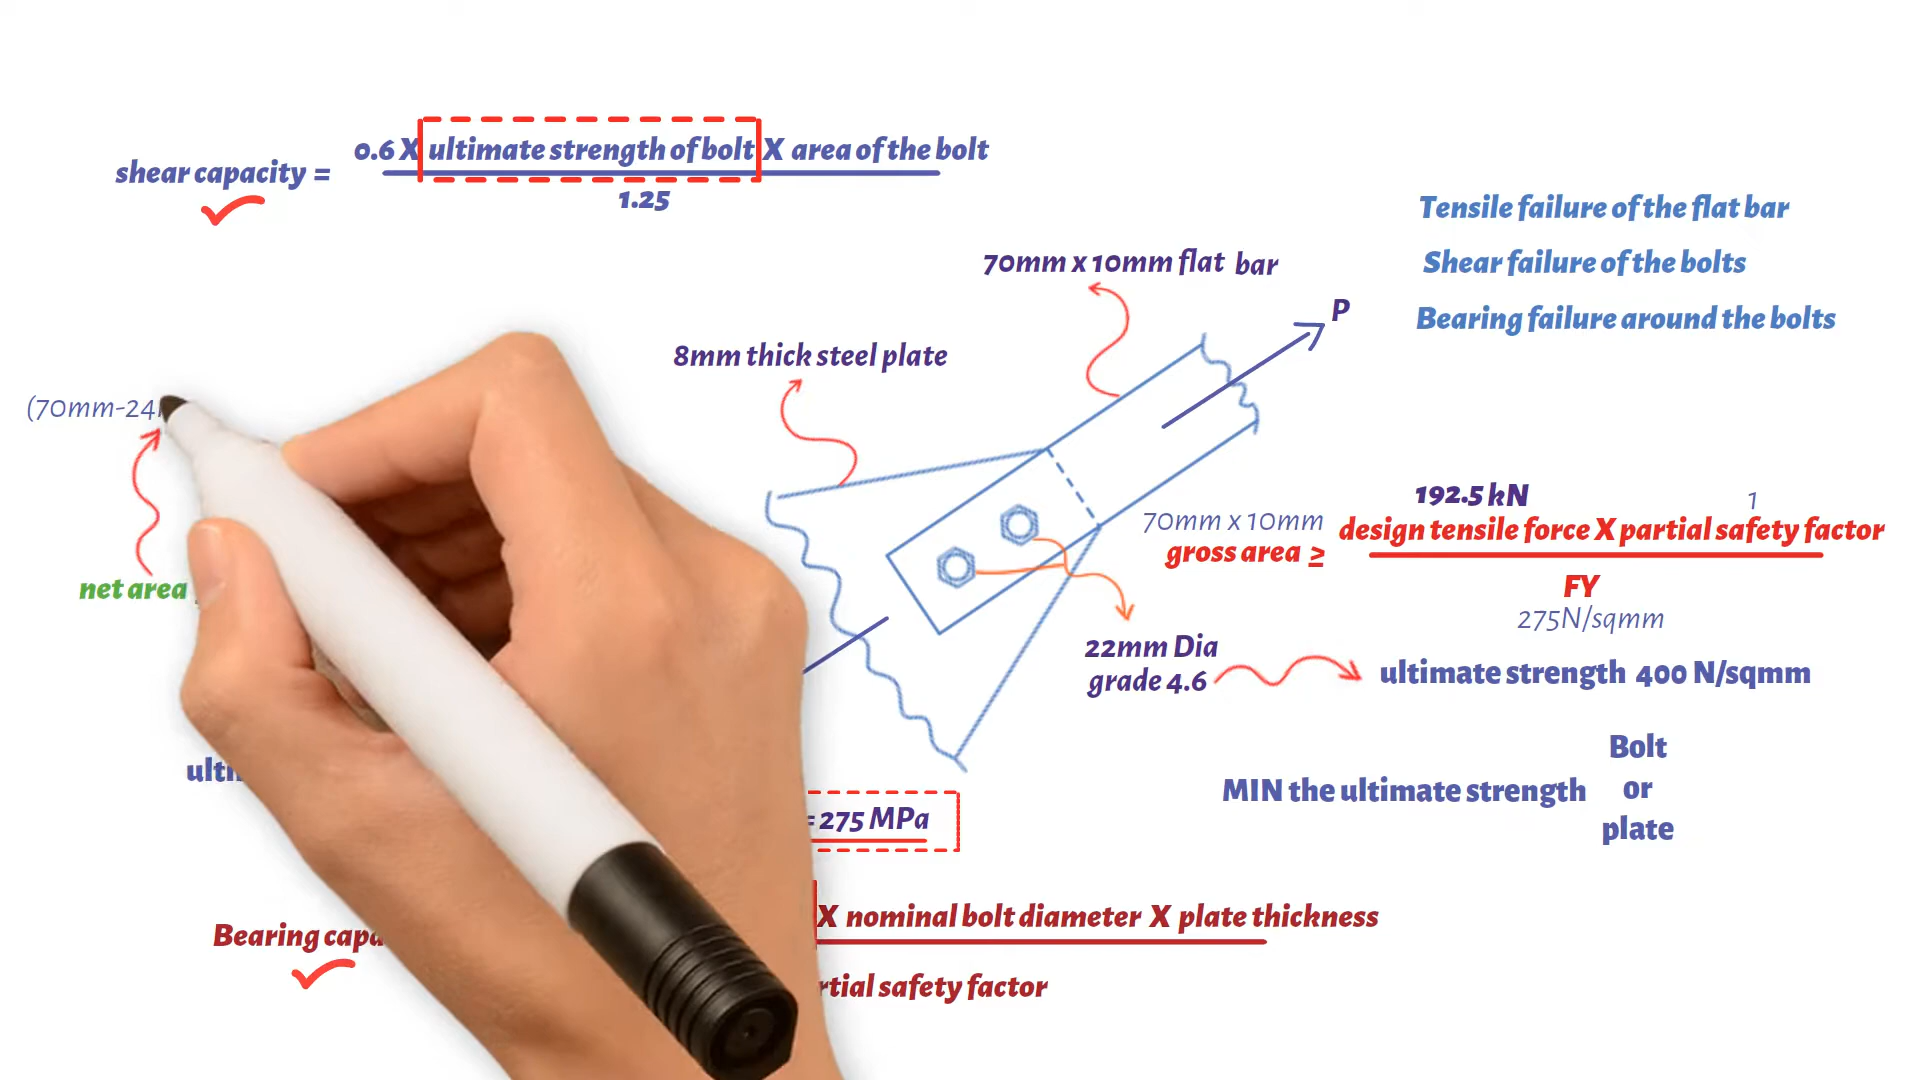 0.6 X ultimate strength of bolt X area of the bolt
shear capacity =
1.25
Tensile failure of the flat bar
Shear failure of the bolts
Bearing failure around the bolts
70mm x 10mm flat bar
P
8mm thick steel plate
(70mm-24
192.5 kN
1
70mm x 10mm
design tensile force X partial safety factor
gross area ≥
FY
275N/sqmm
net area
22mm Dia
grade 4.6
ultimate strength 400 N/sqmm
Bolt
MIN the ultimate strength or
plate
= 275 MPa
X nominal bolt diameter X plate thickness
Bearing
safety factor